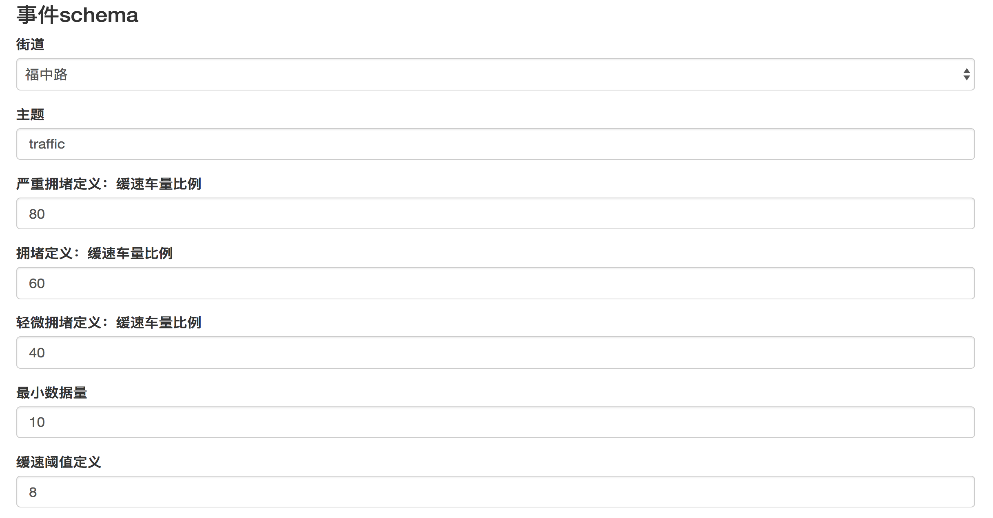 事件schema
街道
福中路
主题
traffic
严重拥堵定义：缓速车量比例
80
拥堵定义：缓速车量比例
60
轻微拥堵定义：缓速车量比例
40
最小数据量
10
缓速阈值定义
8